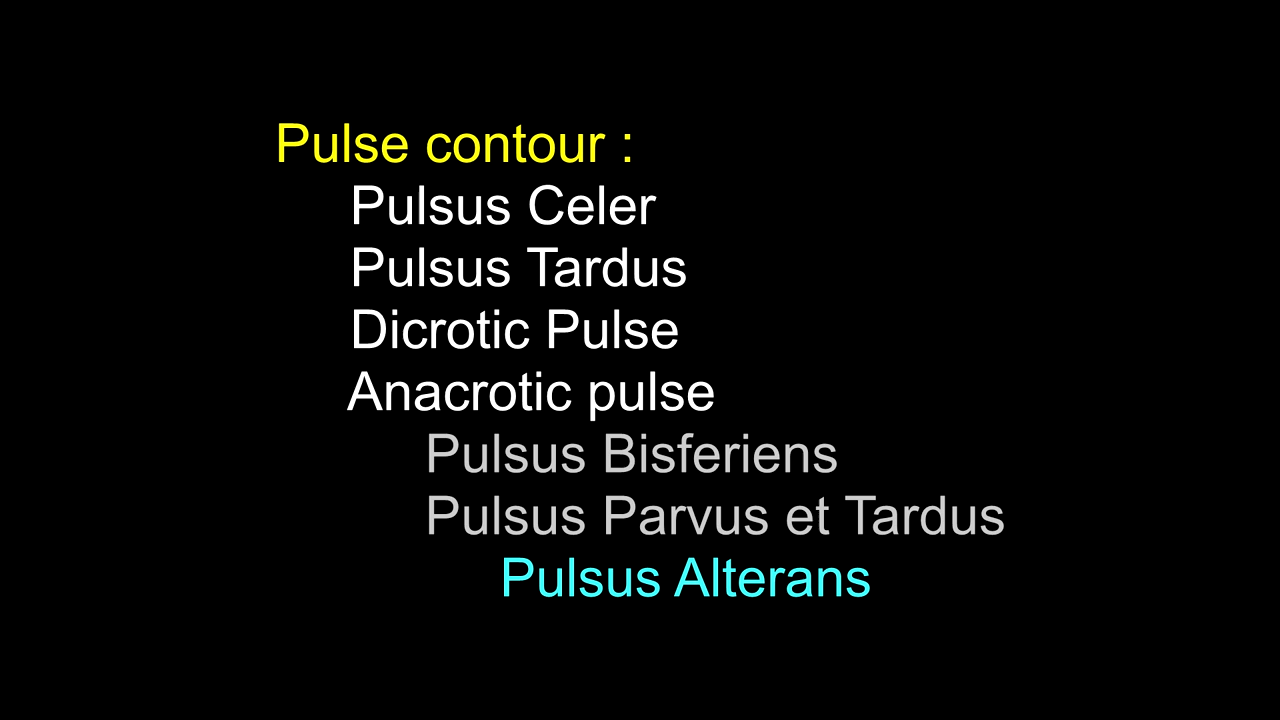 Pulse contour :
Pulsus Celer
Pulsus Tardus
Dicrotic Pulse
Anacrotic pulse
Pulsus Bisferiens
Pulsus Parvus et Tardus
Pulsus Alterans